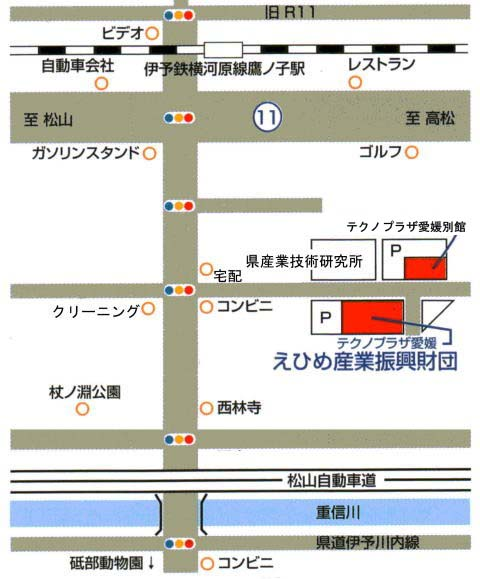 旧 R11
ビデオ
自動車会社
伊予鉄横河原線鷹ノ子駅
レストラン
至 松山
11
至 高松
ガソリンスタンド
ゴルフ
テクノプラザ愛媛別館
P
県産業技術研究所
宅配
クリーニング
コンビニ
P
テクノプラザ愛媛
えひめ産業振興財団
杖ノ淵公園
西林寺
松山自動車道
重信川
県道伊予川内線
砥部動物園↓
コンビニ